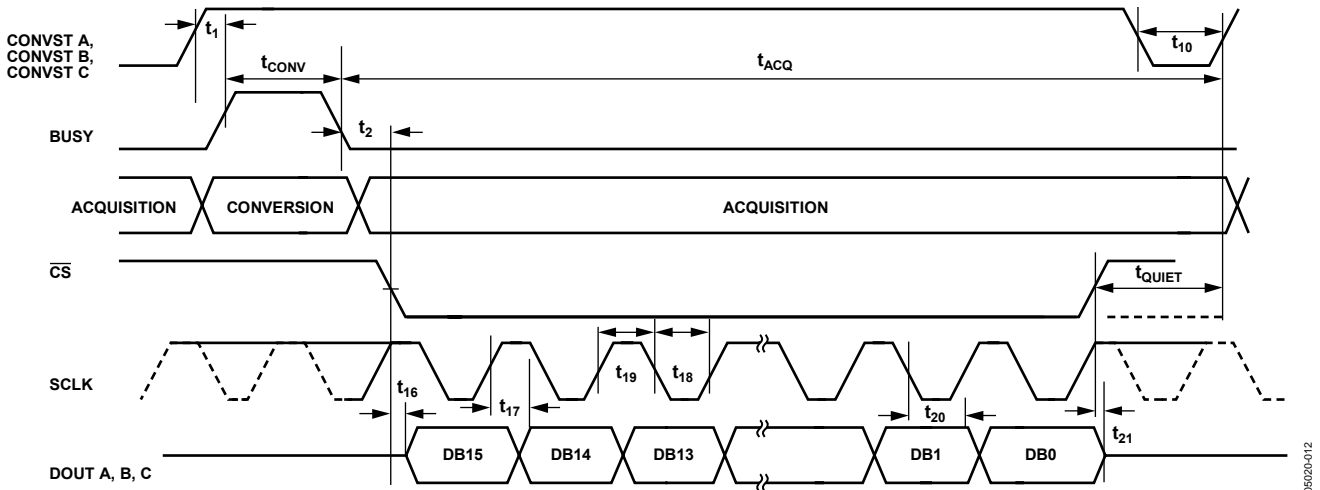 CONVST A,
CONVST B,
CONVST C
t1
tCONV
tACQ
t10
BUSY
t2
ACQUISITION
CONVERSION
ACQUISITION
CS
tQUIET
SCLK
t16
t17
t19
t18
t20
t21
DOUT A, B, C
DB15
DB14
DB13
DB1
DB0
05020-012